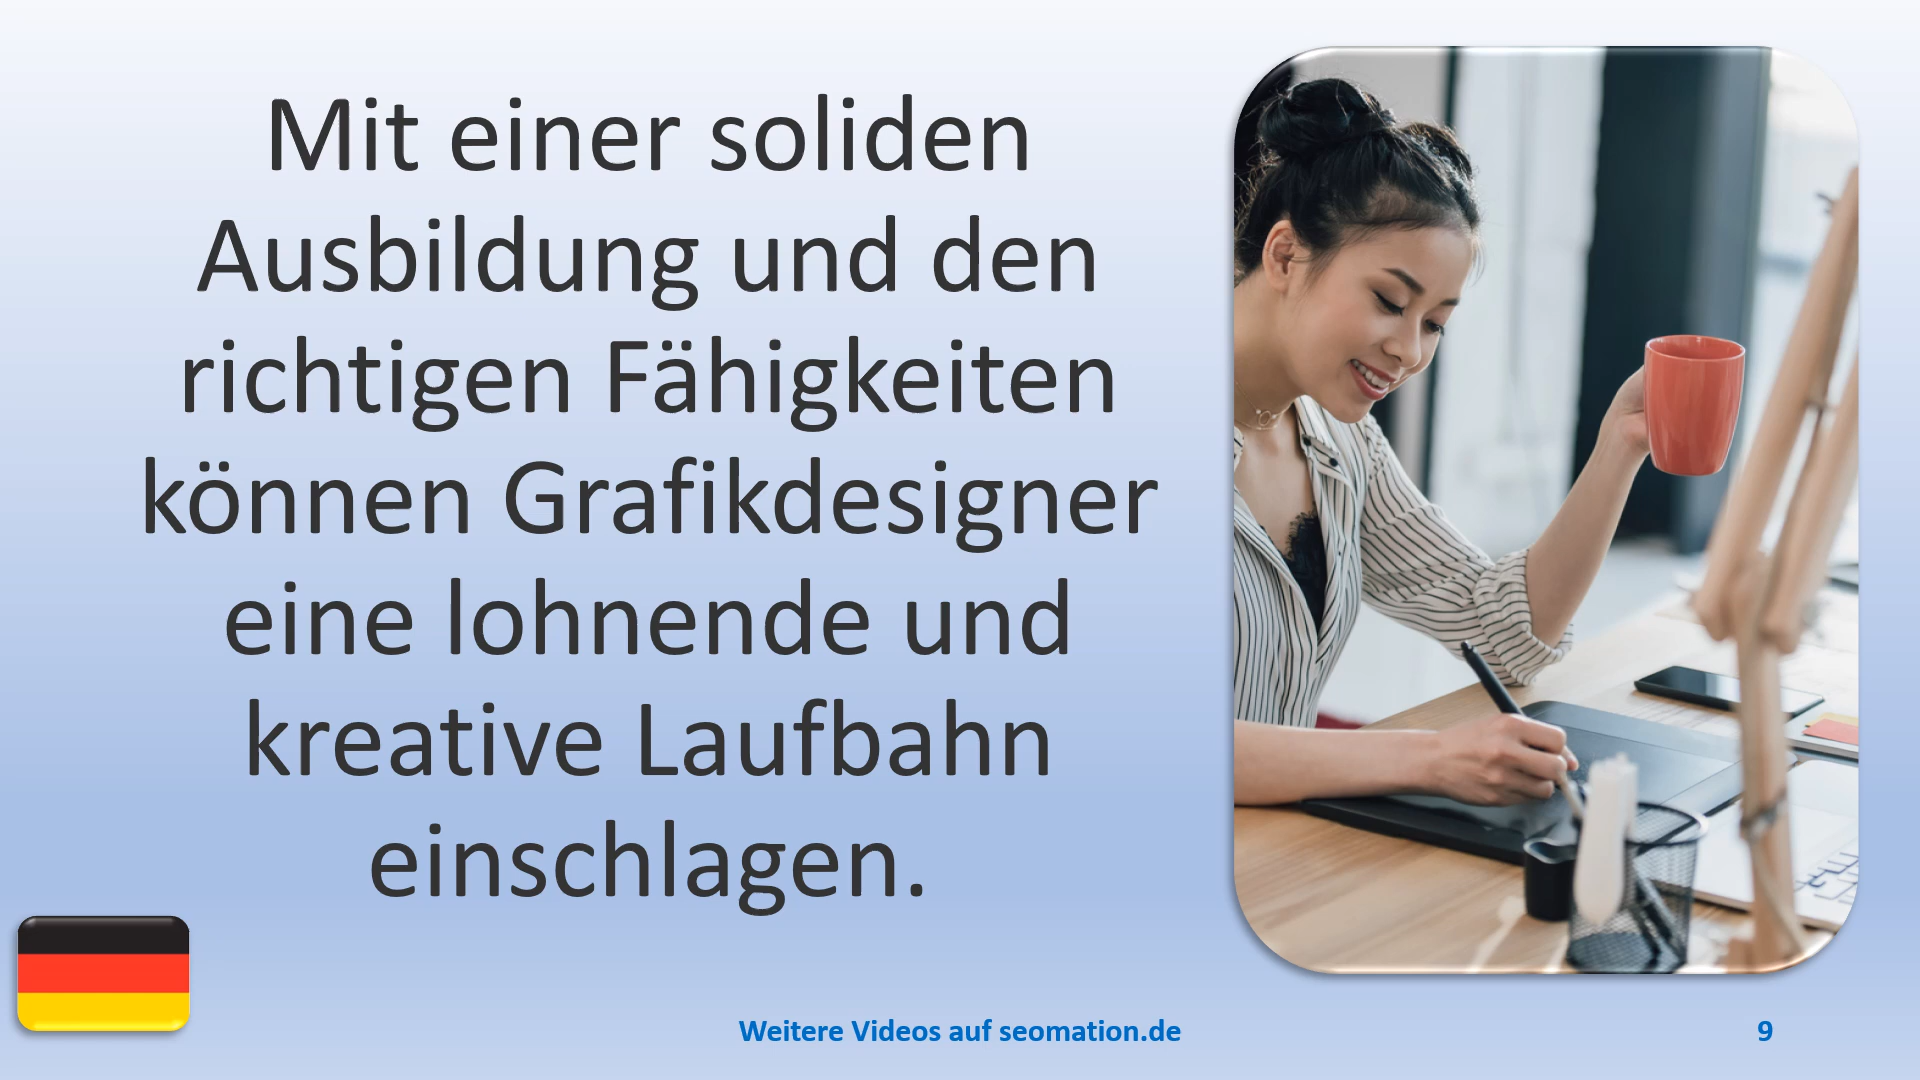 Mit einer soliden
Ausbildung und den
richtigen Fähigkeiten
können Grafikdesigner
eine lohnende und
kreative Laufbahn
einschlagen.
Weitere Videos auf seomation.de
9